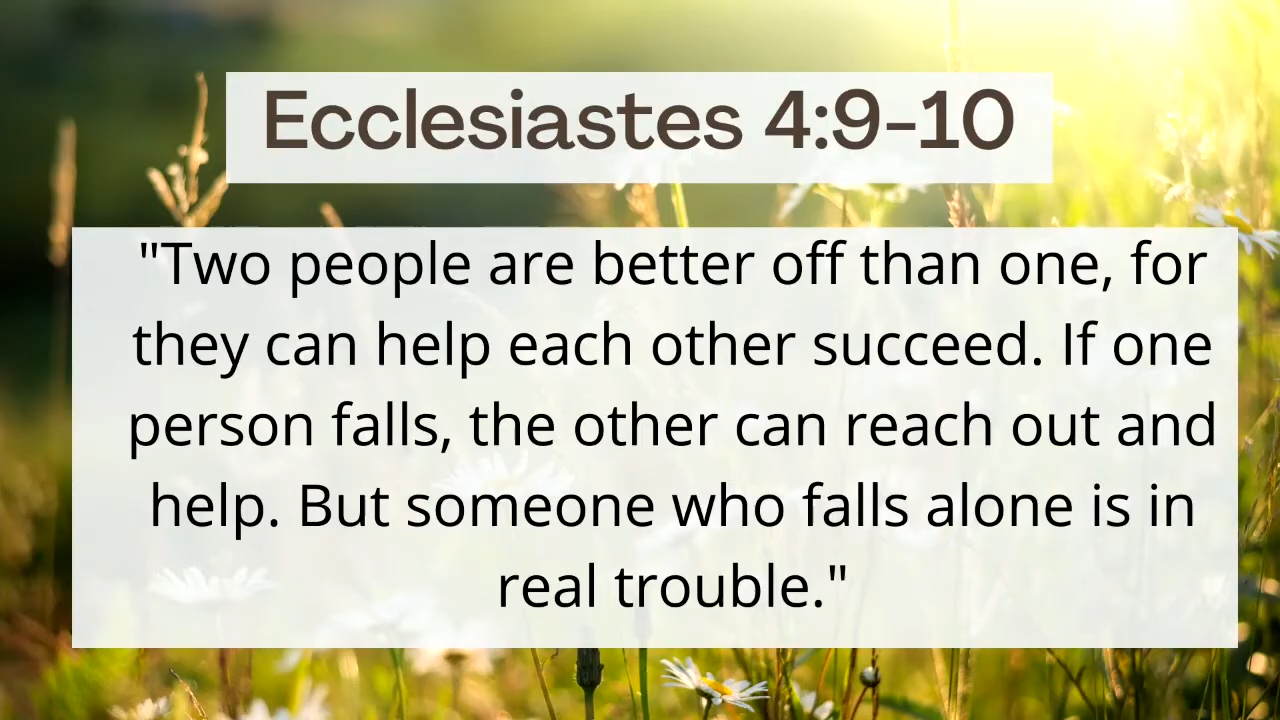 Ecclesiastes 4:9-10
"Two people are better off than one, for
they can help each other succeed. If one
person falls, the other can reach out and
help. But someone who falls alone is in
real trouble."